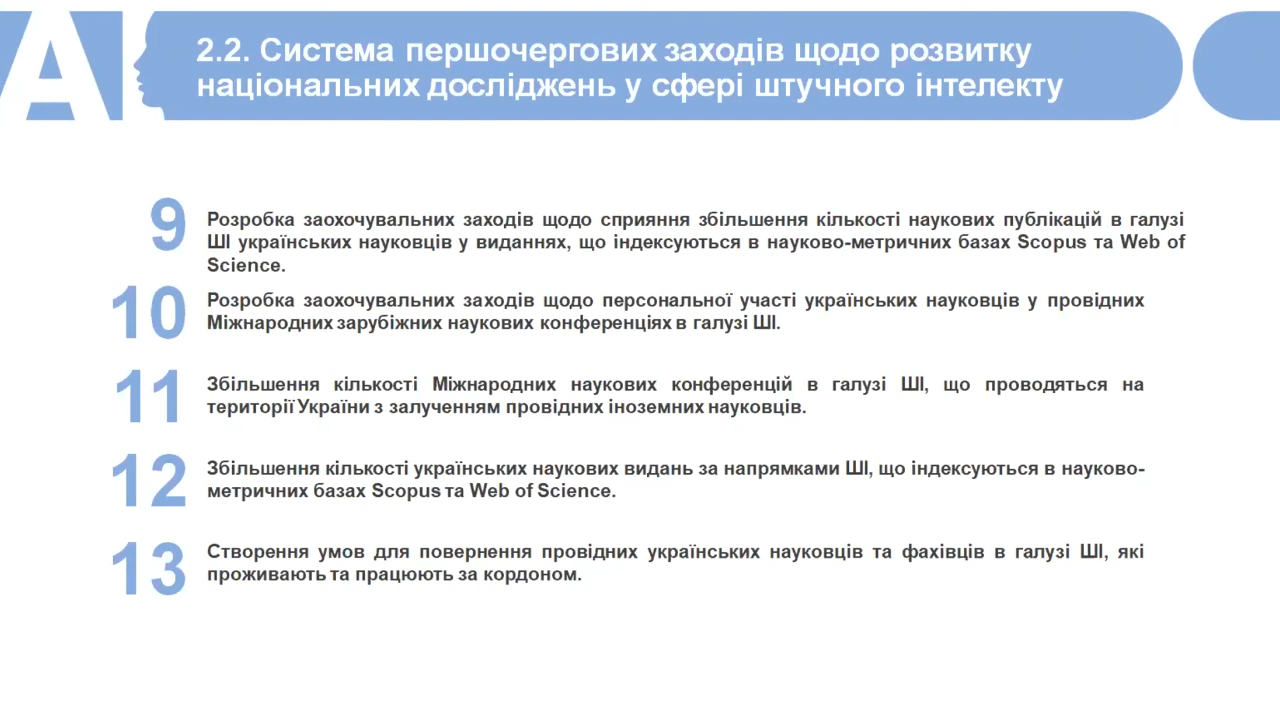 AI
2.2. Система першочергових заходів щодо розвитку
національних досліджень у сфері штучного інтелекту
9
Розробка заохочувальних заходів щодо сприяння збільшення кількості наукових публікацій в галузі
ШІ українських науковців у виданнях, що індексуються в науково-метричних базах Scopus та Web of
Science.
10
Розробка заохочувальних заходів щодо персональної участі українських науковців у провідних
Міжнародних зарубіжних наукових конференціях в галузі ШІ.
11
Збільшення кількості Міжнародних наукових конференцій в галузі ШІ, що проводяться на
території України з залученням провідних іноземних науковців.
12
Збільшення кількості українських наукових видань за напрямками ШІ, що індексуються в науково-
метричних базах Scopus та Web of Science.
13
Створення умов для повернення провідних українських науковців та фахівців в галузі ШІ, які
проживають та працюють за кордоном.